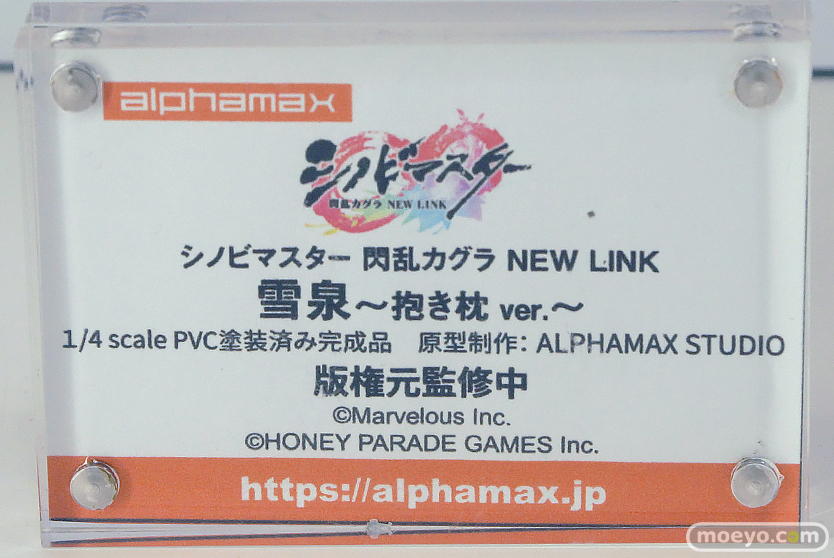 alphamax
シノビマスター
閃乱カグラ NEW LINK
シノビマスター 閃乱カグラ NEW LINK
雪泉～抱き枕 ver.～
1/4 scale PVC塗装済み完成品 原型制作：ALPHAMAX STUDIO
版権元監修中
©Marvelous Inc.
©HONEY PARADE GAMES Inc.
https://alphamax.jp
moeyo.com